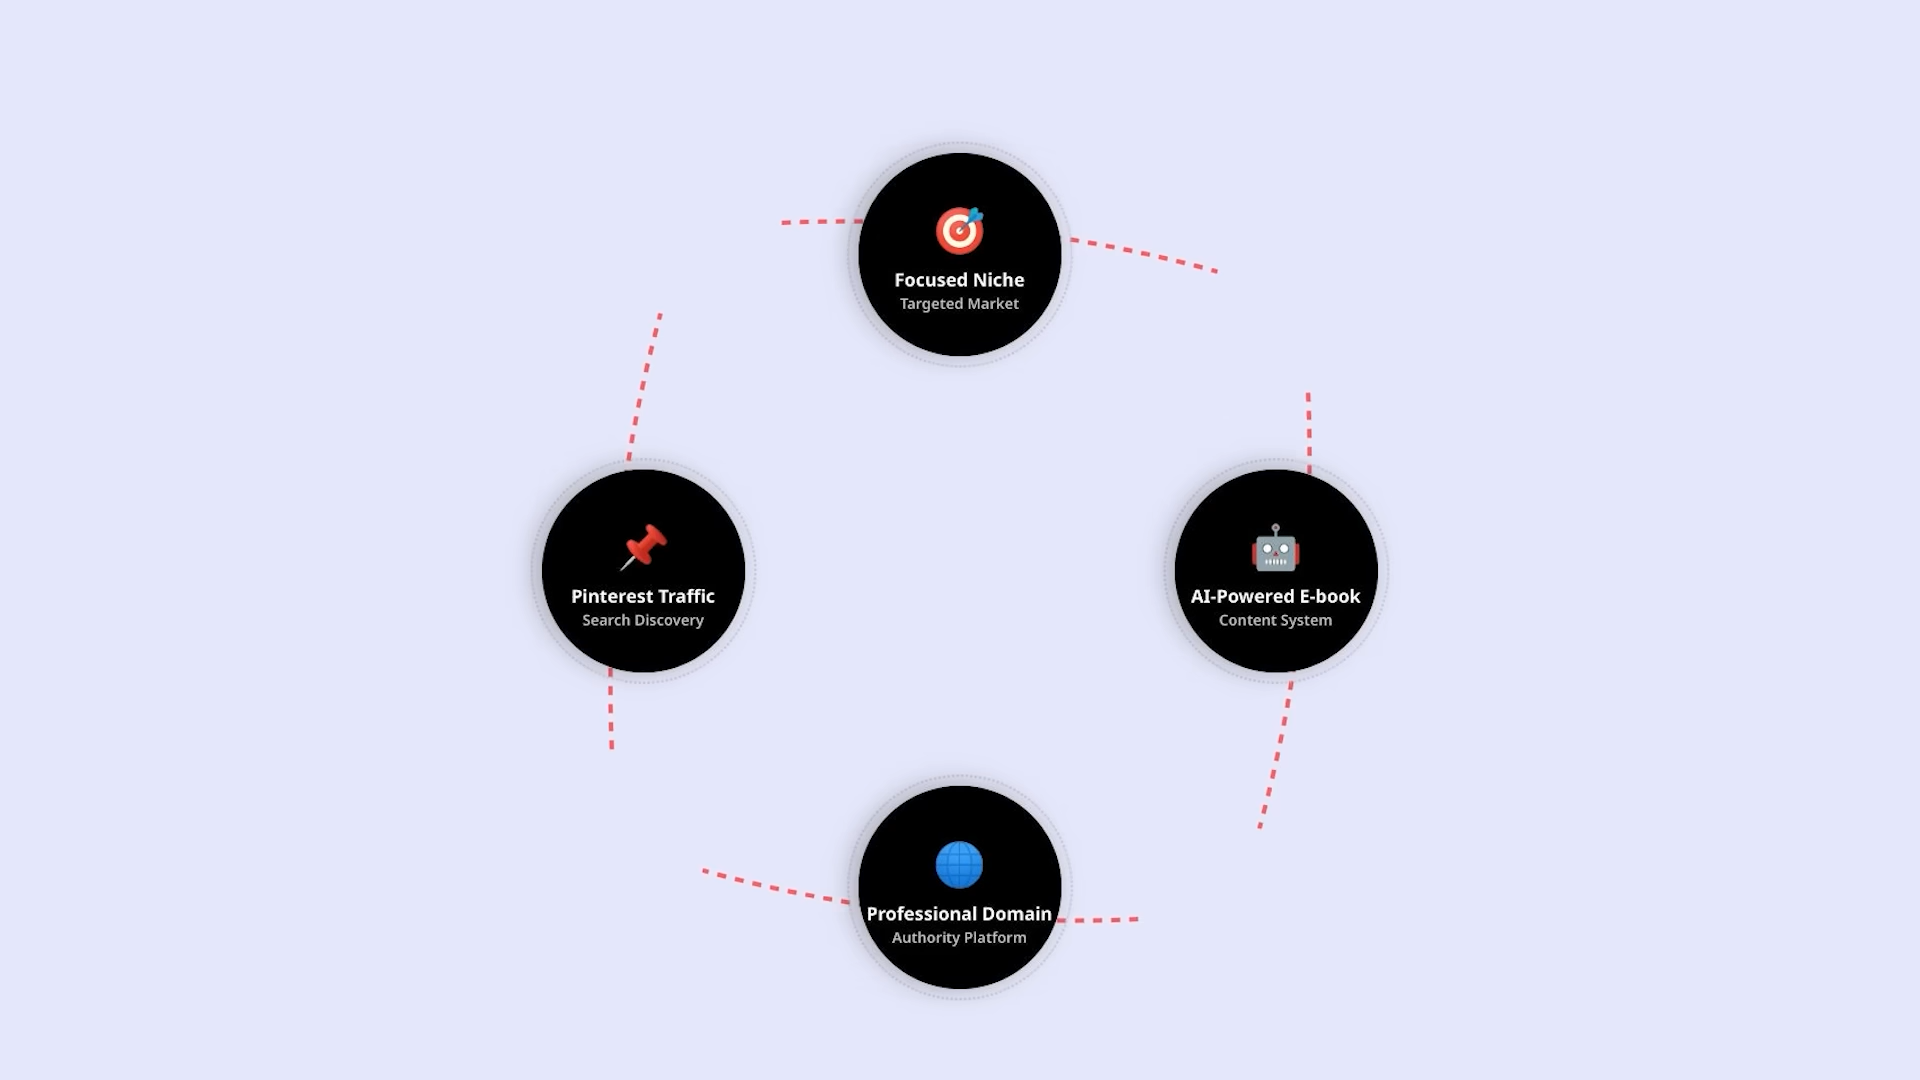 Focused Niche
Targeted Market
Pinterest Traffic
Search Discovery
AI-Powered E-book
Content System
Professional Domain
Authority Platform